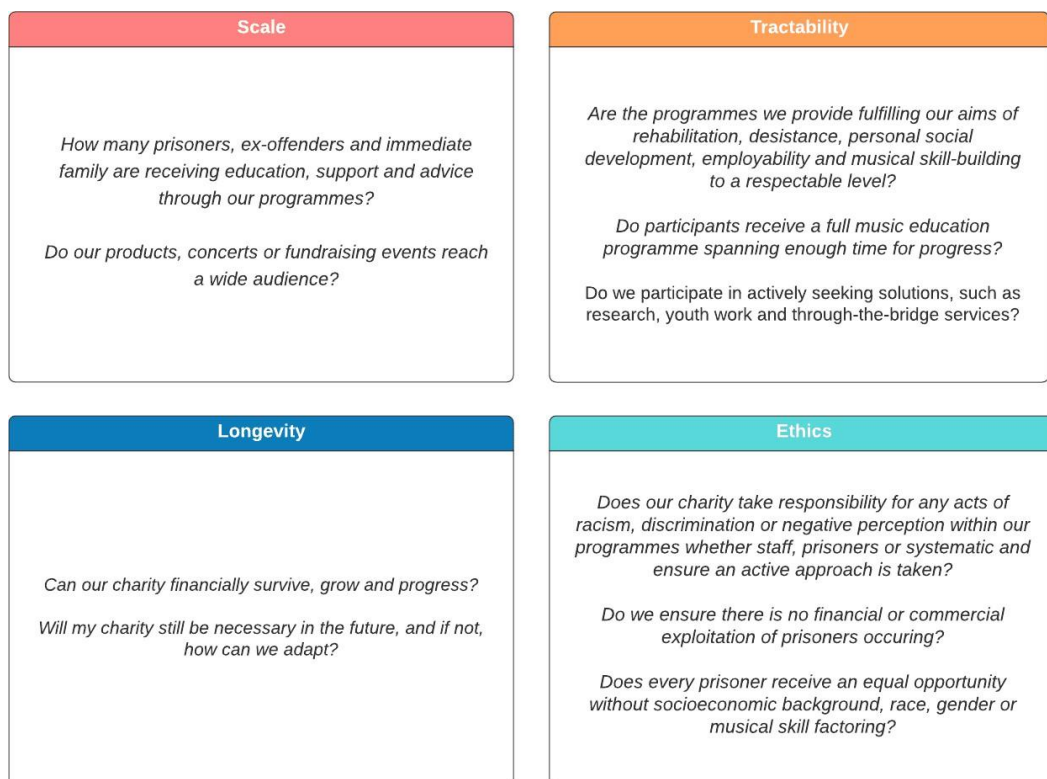 Scale
How many prisoners, ex-offenders and immediate
family are receiving education, support and advice
through our programmes?
Do our products, concerts or fundraising events reach
a wide audience?
Tractability
Are the programmes we provide fulfilling our aims of
rehabilitation, desistance, personal social
development, employability and musical skill-building
to a respectable level?
Do participants receive a full music education
programme spanning enough time for progress?
Do we participate in actively seeking solutions, such as
research, youth work and through-the-bridge services?
Longevity
Can our charity financially survive, grow and progress?
Will my charity still be necessary in the future, and if not,
how can we adapt?
Ethics
Does our charity take responsibility for any acts of
racism, discrimination or negative perception within our
programmes whether staff, prisoners or systematic and
ensure an active approach is taken?
Do we ensure there is no financial or commercial
exploitation of prisoners occuring?
Does every prisoner receive an equal opportunity
without socioeconomic background, race, gender or
musical skill factoring?